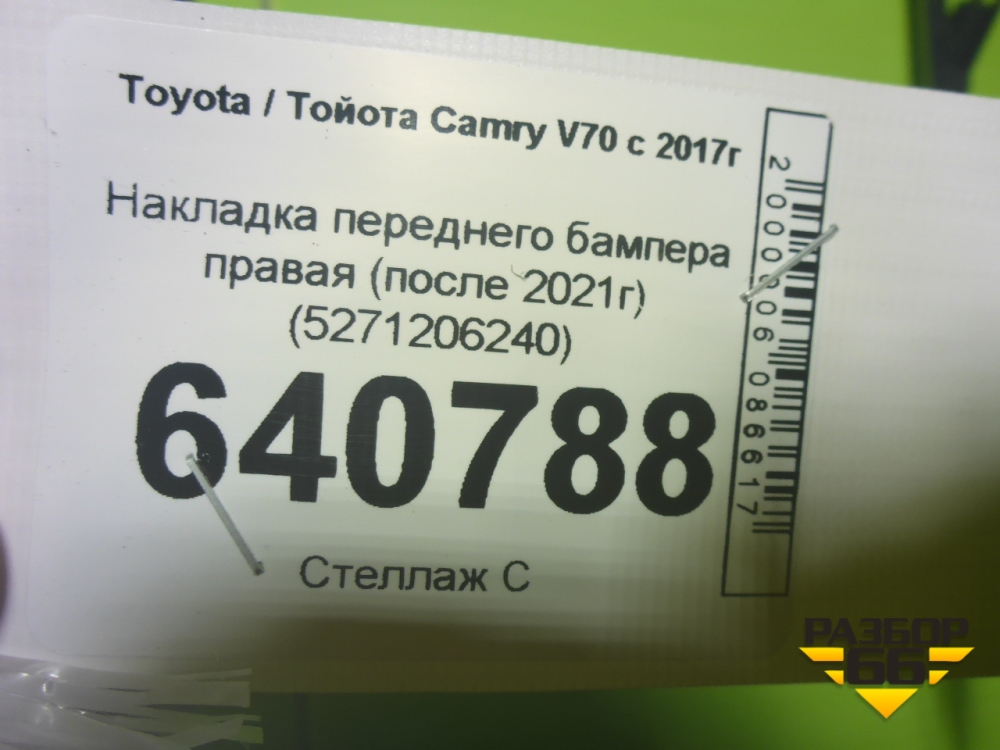 Toyota / Тойота Camry V70 с 2017г
Накладка переднего бампера
правая (после 2021г)
(5271206240)
640788
Стеллаж С
2000006086617
РАЗБОР
66